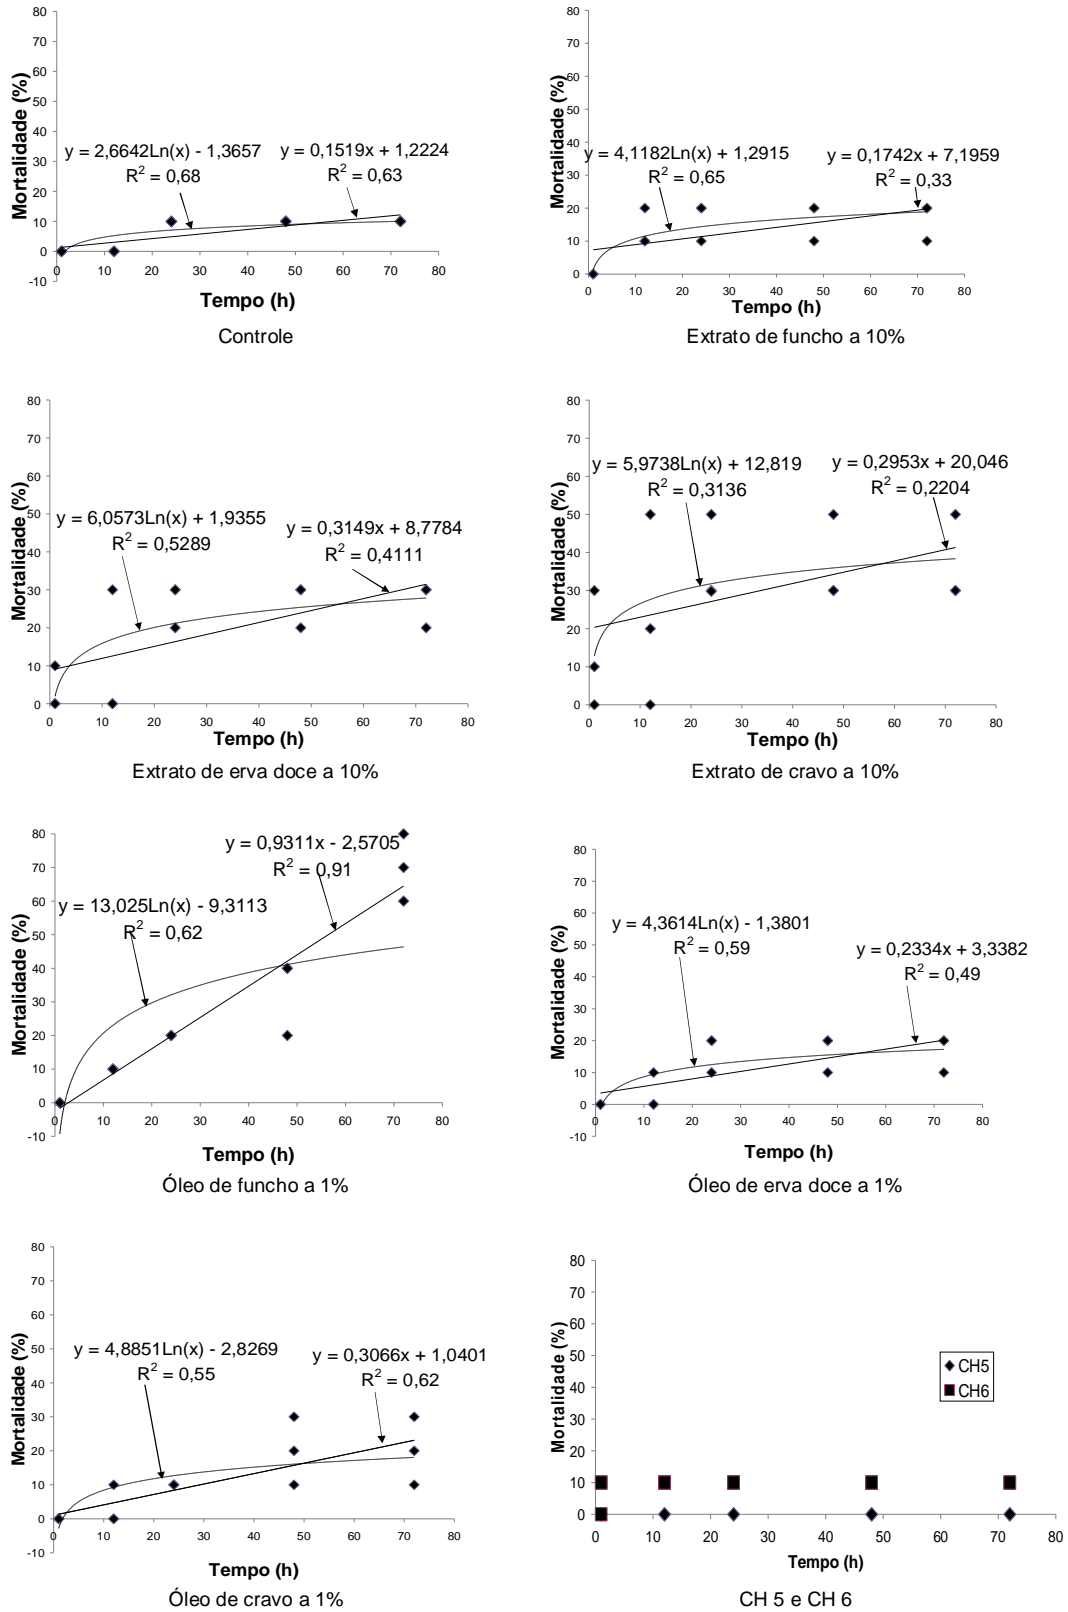 80
70
60
50
40
30
20
10
0
-10
Mortalidade (%)
y = 2,6642Ln(x) - 1,3657
R² = 0,68
y = 0,1519x + 1,2224
R² = 0,63
0 10 20 30 40 50 60 70 80
Tempo (h)
Controle
80
70
60
50
40
30
20
10
0
Mortalidade (%)
y = 4,1182Ln(x) + 1,2915
R² = 0,65
y = 0,1742x + 7,1959
R² = 0,33
0 10 20 30 40 50 60 70 80
Tempo (h)
Extrato de funcho a 10%
80
70
60
50
40
30
20
10
0
Mortalidade (%)
y = 6,0573Ln(x) + 1,9355
R² = 0,5289
y = 0,3149x + 8,7784
R² = 0,4111
0 10 20 30 40 50 60 70 80
Tempo (h)
Extrato de erva doce a 10%
80
70
60
50
40
30
20
10
0
Mortalidade (%)
y = 5,9738Ln(x) + 12,819
R² = 0,3136
y = 0,2953x + 20,046
R² = 0,2204
0 10 20 30 40 50 60 70 80
Tempo (h)
Extrato de cravo a 10%
80
70
60
50
40
30
20
10
0
-10
Mortalidade (%)
y = 0,9311x - 2,5705
R² = 0,91
y = 13,025Ln(x) - 9,3113
R² = 0,62
0 10 20 30 40 50 60 70 80
Tempo (h)
Óleo de funcho a 1%
80
70
60
50
40
30
20
10
0
-10
Mortalidade (%)
y = 4,3614Ln(x) - 1,3801
R² = 0,59
y = 0,2334x + 3,3382
R² = 0,49
0 10 20 30 40 50 60 70 80
Tempo (h)
Óleo de erva doce a 1%
80
70
60
50
40
30
20
10
0
-10
Mortalidade (%)
y = 4,8851Ln(x) - 2,8269
R² = 0,55
y = 0,3066x + 1,0401
R² = 0,62
0 10 20 30 40 50 60 70 80
Tempo (h)
Óleo de cravo a 1%
80
70
60
50
40
30
20
10
0
Mortalidade (%)
CH5
CH6
0 10 20 30 40 50 60 70 80
Tempo (h)
CH 5 e CH 6